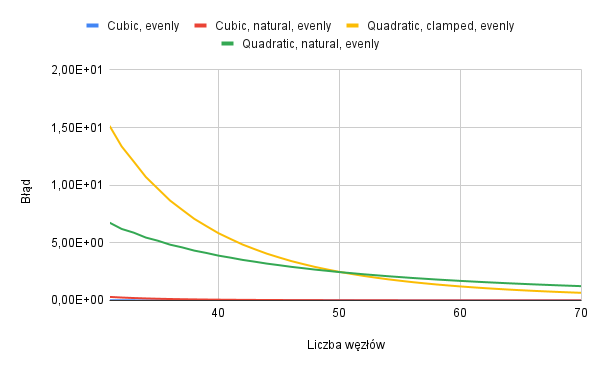 Cubic, evenly Cubic, natural, evenly Quadratic, clamped, evenly
Quadratic, natural, evenly
2,00E+01
1,50E+01
1,00E+01
5,00E+00
0,00E+00
Błąd
40 50 60 70
Liczba węzłów